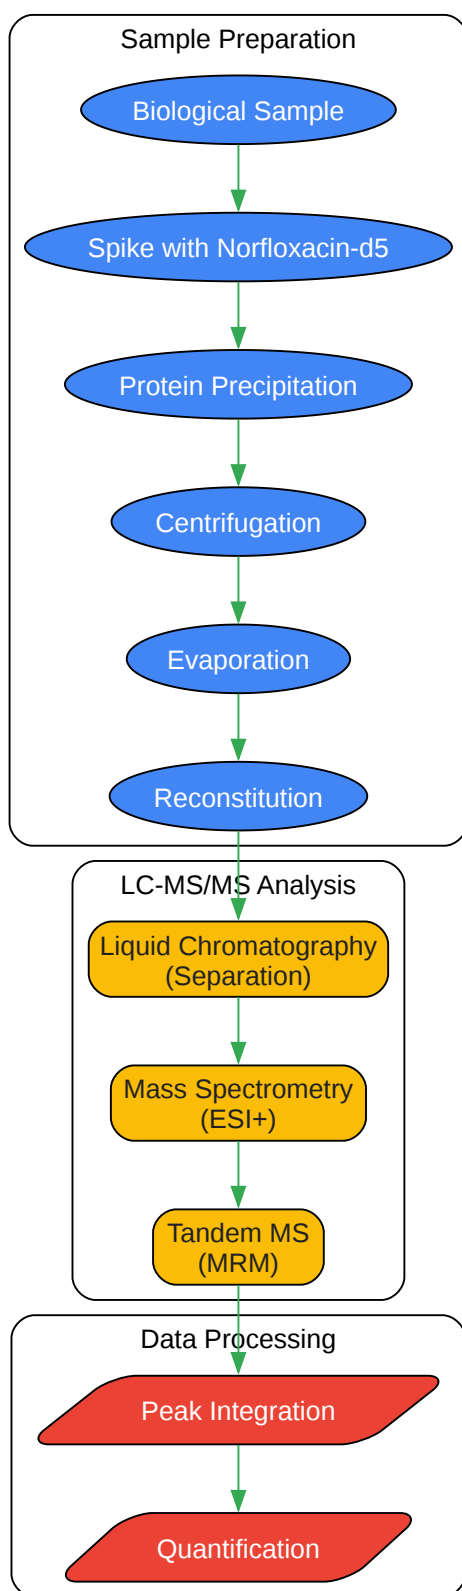 Sample Preparation
Biological Sample
Spike with Norfloxacin-d5
Protein Precipitation
Centrifugation
Evaporation
Reconstitution
LC-MS/MS Analysis
Liquid Chromatography
(Separation)
Mass Spectrometry
(ESI+)
Tandem MS
(MRM)
Data Processing
Peak Integration
Quantification